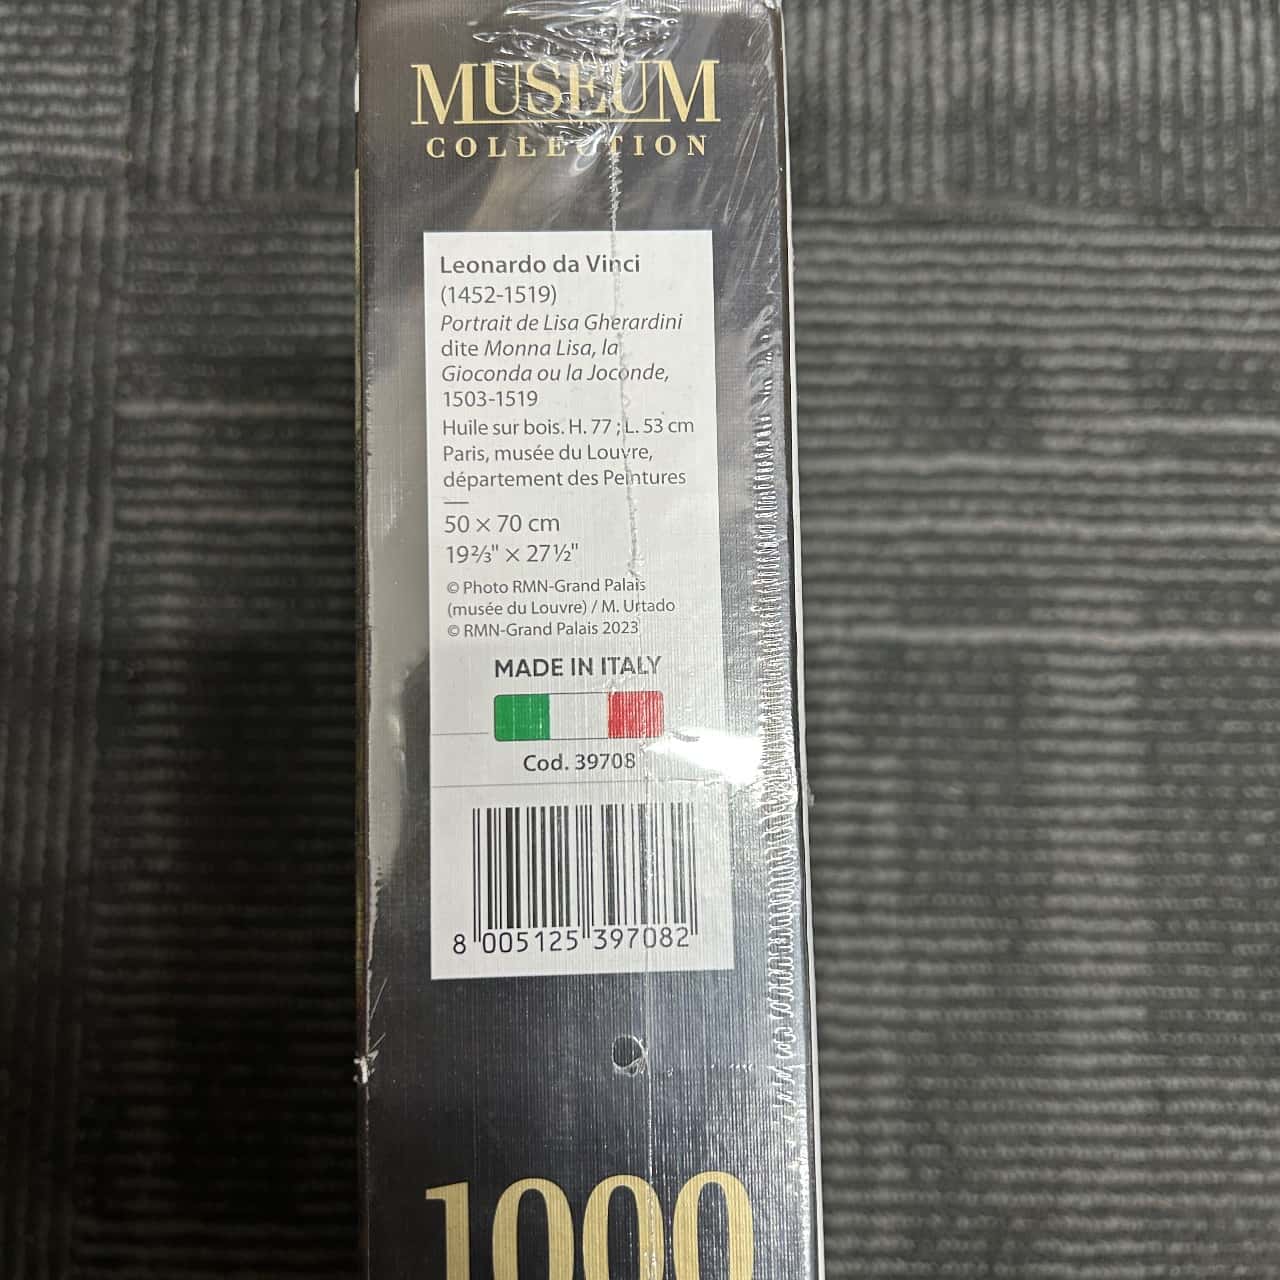 MUSEUM
COLLECTION
Leonardo da Vinci
(1452-1519)
Portrait de Lisa Gherardini
dite Monna Lisa, la
Gioconda ou la Joconde,
1503-1519
Huile sur bois. H. 77 ; L. 53 cm
Paris, musée du Louvre,
département des Peintures
50 × 70 cm
19⅔" × 27½"
© Photo RMN-Grand Palais
(musée du Louvre) / M. Urtado
© RMN-Grand Palais 2023
MADE IN ITALY
Cod. 39708
8 005125 397082
1000